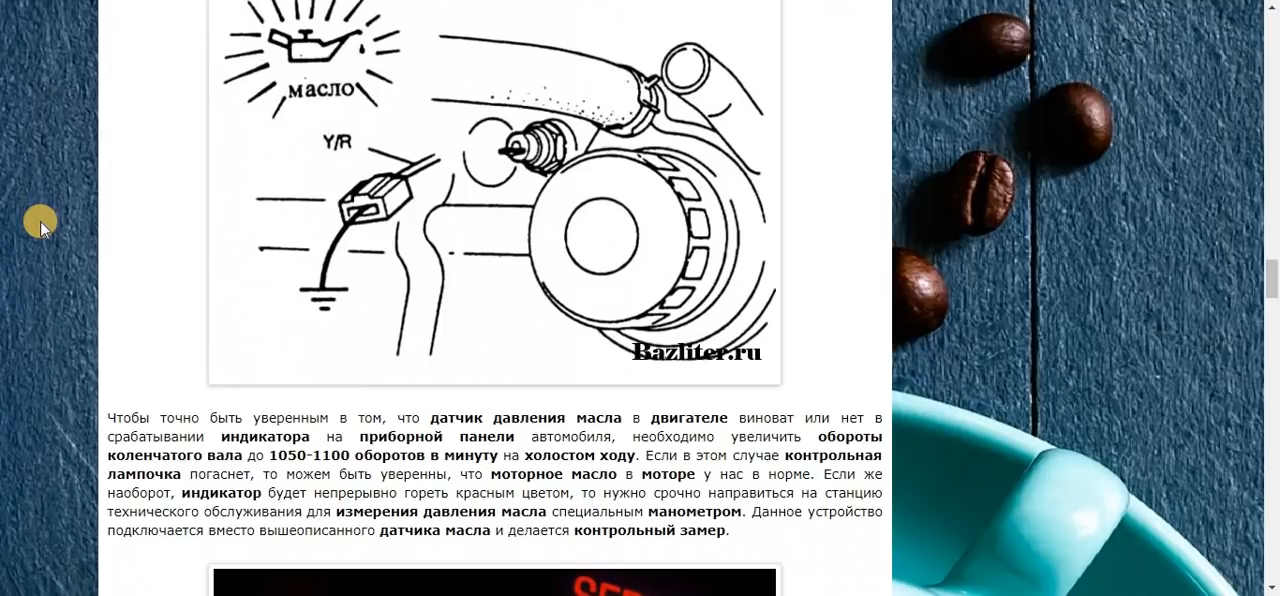 масло
Y/R
Bazliter.ru
Чтобы точно быть уверенным в том, что датчик давления масла в двигателе виноват или нет в
срабатывании индикатора на приборной панели автомобиля, необходимо увеличить обороты
коленчатого вала до 1050-1100 оборотов в минуту на холостом ходу. Если в этом случае контрольная
лампочка погаснет, то можем быть уверенны, что моторное масло в моторе у нас в норме. Если же
наоборот, индикатор будет непрерывно гореть красным цветом, то нужно срочно направиться на станцию
технического обслуживания для измерения давления масла специальным манометром. Данное устройство
подключается вместо вышеописанного датчика масла и делается контрольный замер.